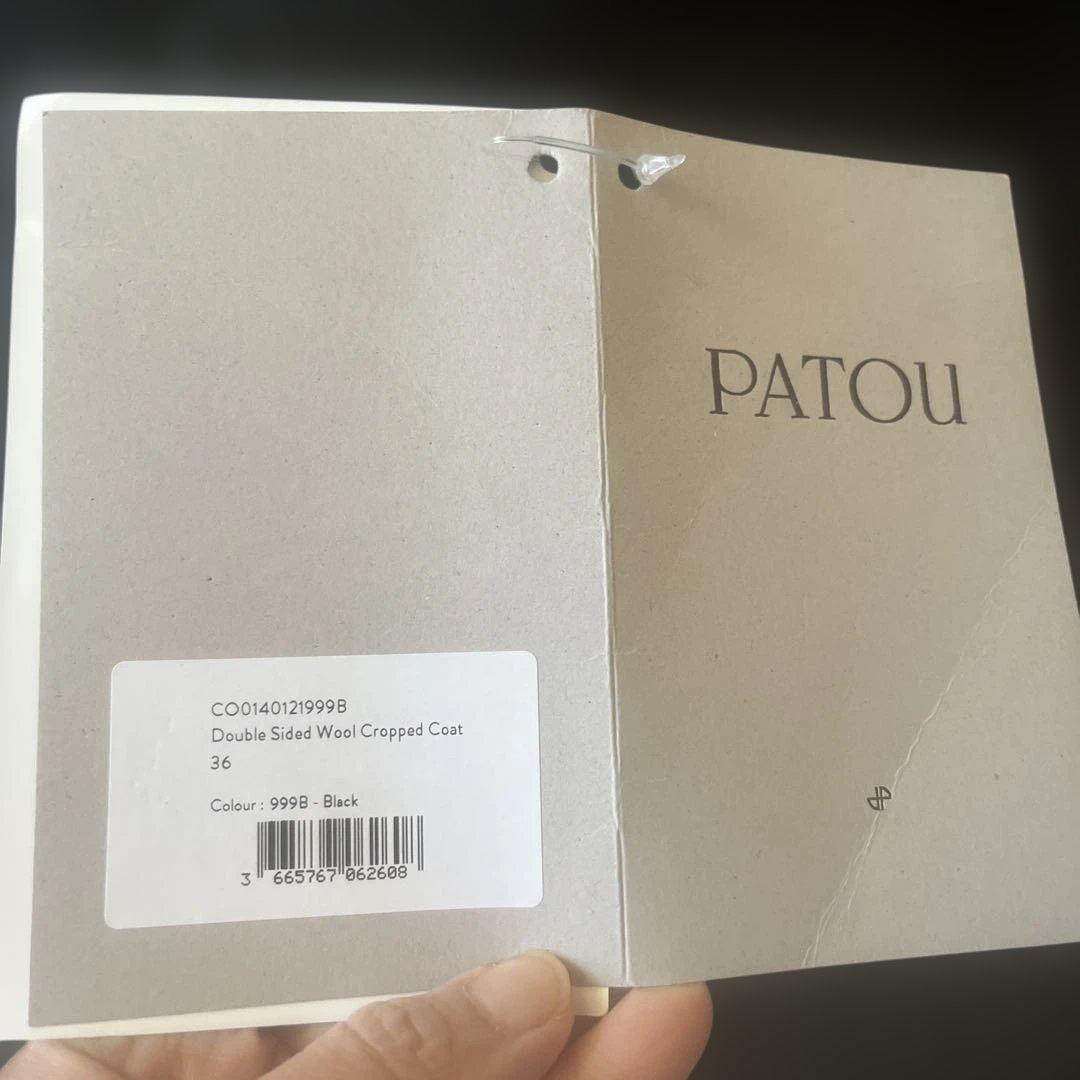 PATOU
CO0140121999B
Double Sided Wool Cropped Coat
36
Colour : 999B - Black
3 665767 062608